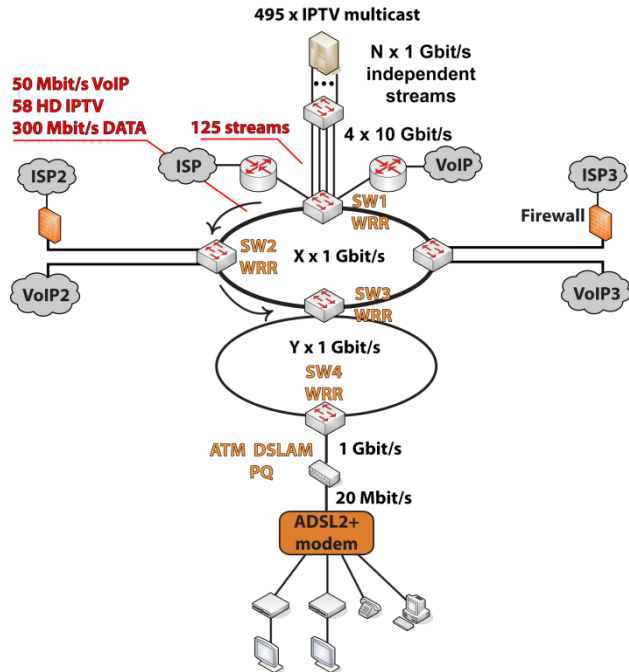 495 x IPTV multicast
N x 1 Gbit/s
independent
streams
50 Mbit/s VoIP
58 HD IPTV
300 Mbit/s DATA
125 streams
4 x 10 Gbit/s
ISP
VoIP
ISP2
ISP3
SW1
WRR
Firewall
SW2
WRR
X x 1 Gbit/s
VoIP2
SW3
WRR
VoIP3
Y x 1 Gbit/s
SW4
WRR
ATM DSLAM
PQ
1 Gbit/s
20 Mbit/s
ADSL2+
modem